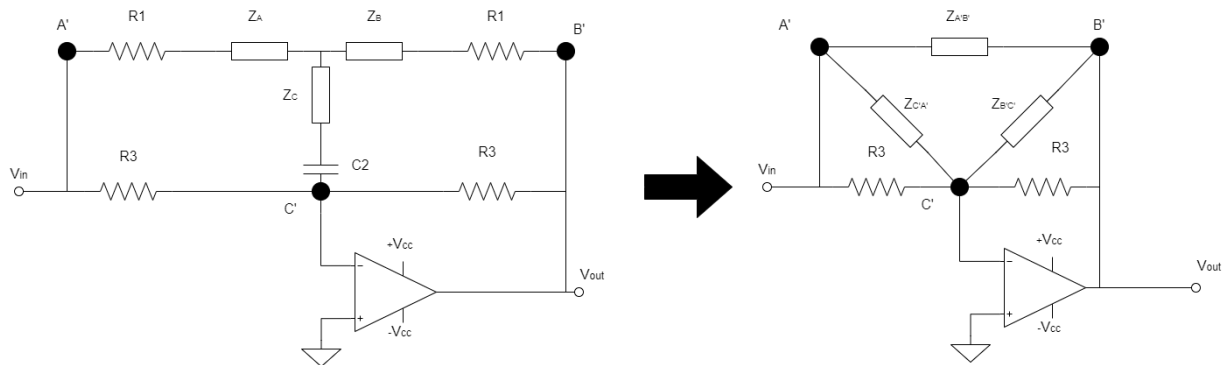 R1 ZA ZB R1
A' B'
ZC
R3 C2 R3
Vin
C'
+Vcc
−
+
Vout
-Vcc
A' ZA'B' B'
ZC'A' ZB'C'
R3 R3
Vin
C'
+Vcc
−
+
Vout
-Vcc